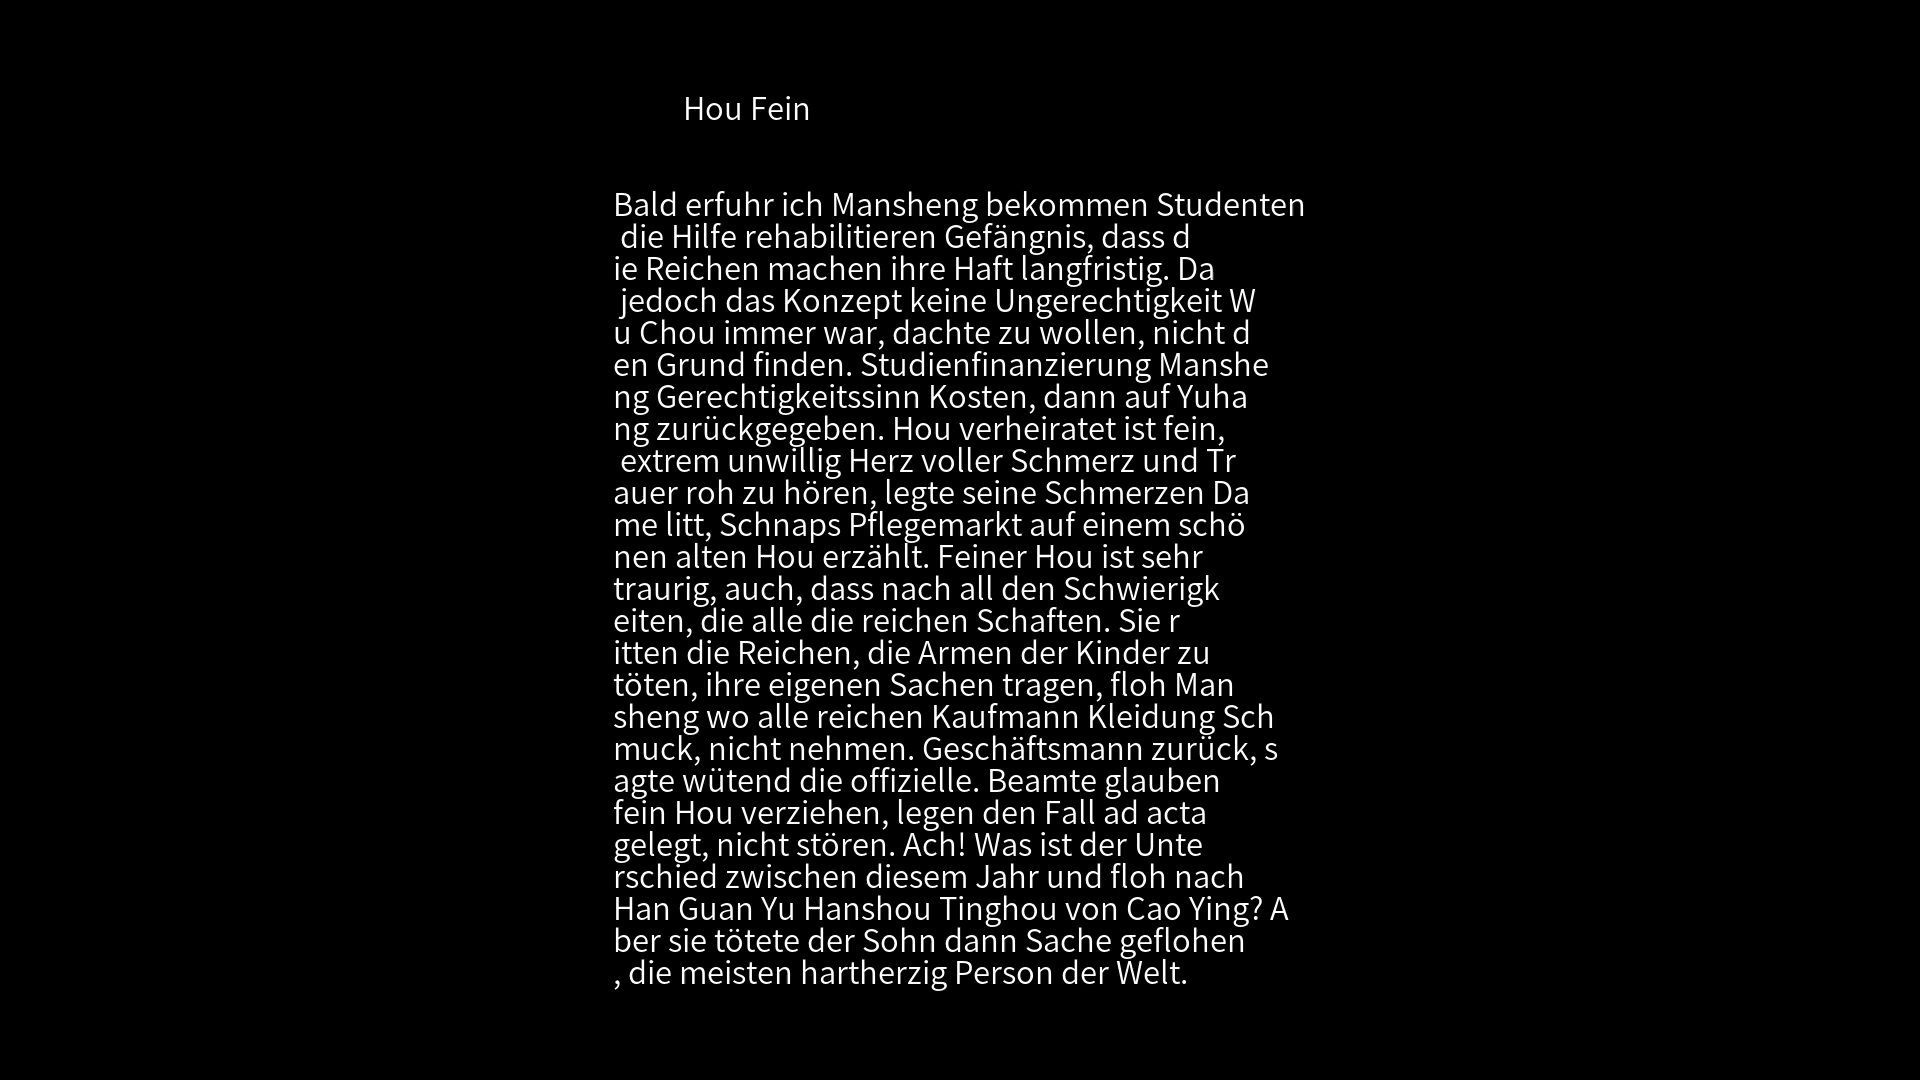 Hou Fein
Bald erfuhr ich Mansheng bekommen Studenten
die Hilfe rehabilitieren Gefängnis, dass d
ie Reichen machen ihre Haft langfristig. Da
jedoch das Konzept keine Ungerechtigkeit W
u Chou immer war, dachte zu wollen, nicht d
en Grund finden. Studienfinanzierung Manshe
ng Gerechtigkeitssinn Kosten, dann auf Yuha
ng zurückgegeben. Hou verheiratet ist fein,
extrem unwillig Herz voller Schmerz und Tr
auer roh zu hören, legte seine Schmerzen Da
me litt, Schnaps Pflegemarkt auf einem schö
nen alten Hou erzählt. Feiner Hou ist sehr
traurig, auch, dass nach all den Schwierigk
eiten, die alle die reichen Schaften. Sie r
itten die Reichen, die Armen der Kinder zu
töten, ihre eigenen Sachen tragen, floh Man
sheng wo alle reichen Kaufmann Kleidung Sch
muck, nicht nehmen. Geschäftsmann zurück, s
agte wütend die offizielle. Beamte glauben
fein Hou verziehen, legen den Fall ad acta
gelegt, nicht stören. Ach! Was ist der Unte
rschied zwischen diesem Jahr und floh nach
Han Guan Yu Hanshou Tinghou von Cao Ying? A
ber sie tötete der Sohn dann Sache geflohen
, die meisten hartherzig Person der Welt.